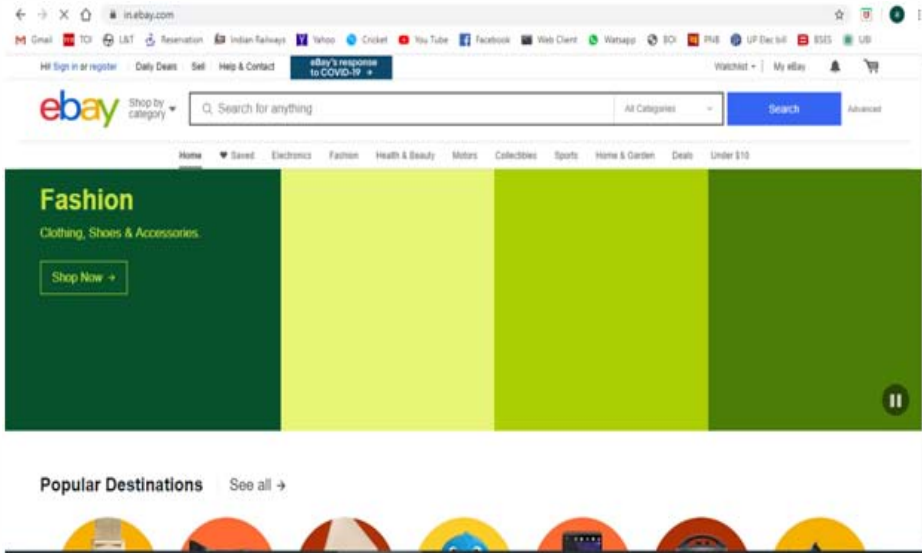 in.ebay.com
Gmail TOI L&T Reservation Indian Railways Yahoo Cricket You Tube Facebook Web Client Watsapp BOI PNB UP Elec bill BSES UBI
Hi! Sign in or register Daily Deals Sell Help & Contact eBay's response to COVID-19 → Watchlist My eBay
ebay Shop by category Search for anything All Categories Search Advanced
Home Saved Electronics Fashion Health & Beauty Motors Collectibles Sports Home & Garden Deals Under $10
Fashion
Clothing, Shoes & Accessories.
Shop Now →
Popular Destinations See all →